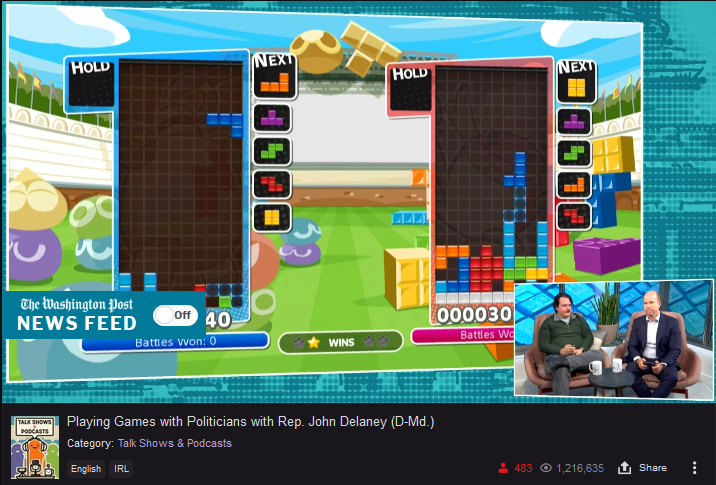 HOLD
NEXT
HOLD
NEXT
The Washington Post
NEWS FEED
Off
40
000030
Battles Won: 0
WINS
Battles Wo
TALK SHOWS
& PODCASTS
Playing Games with Politicians with Rep. John Delaney (D-Md.)
Category: Talk Shows & Podcasts
English
IRL
483
1,216,635
Share